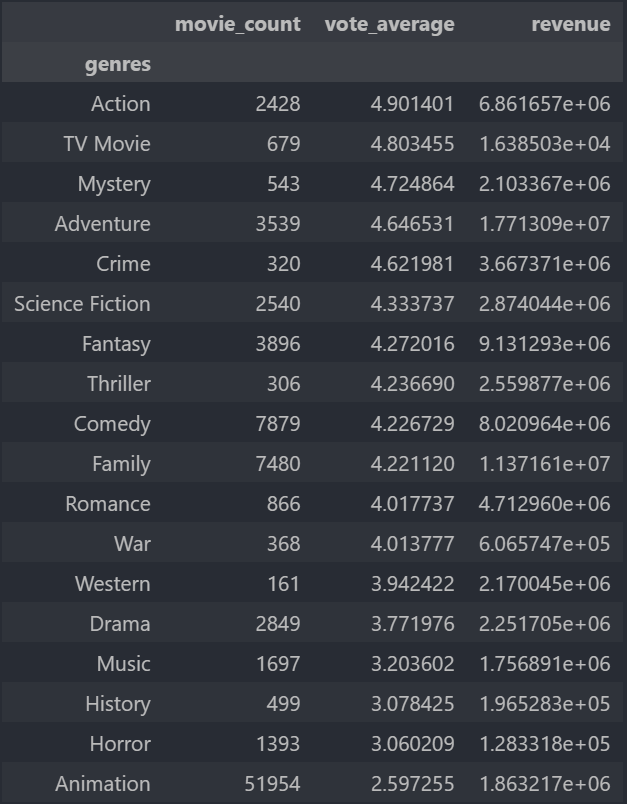 movie_count vote_average revenue
genres
Action 2428 4.901401 6.861657e+06
TV Movie 679 4.803455 1.638503e+04
Mystery 543 4.724864 2.103367e+06
Adventure 3539 4.646531 1.771309e+07
Crime 320 4.621981 3.667371e+06
Science Fiction 2540 4.333737 2.874044e+06
Fantasy 3896 4.272016 9.131293e+06
Thriller 306 4.236690 2.559877e+06
Comedy 7879 4.226729 8.020964e+06
Family 7480 4.221120 1.137161e+07
Romance 866 4.017737 4.712960e+06
War 368 4.013777 6.065747e+05
Western 161 3.942422 2.170045e+06
Drama 2849 3.771976 2.251705e+06
Music 1697 3.203602 1.756891e+06
History 499 3.078425 1.965283e+05
Horror 1393 3.060209 1.283318e+05
Animation 51954 2.597255 1.863217e+06